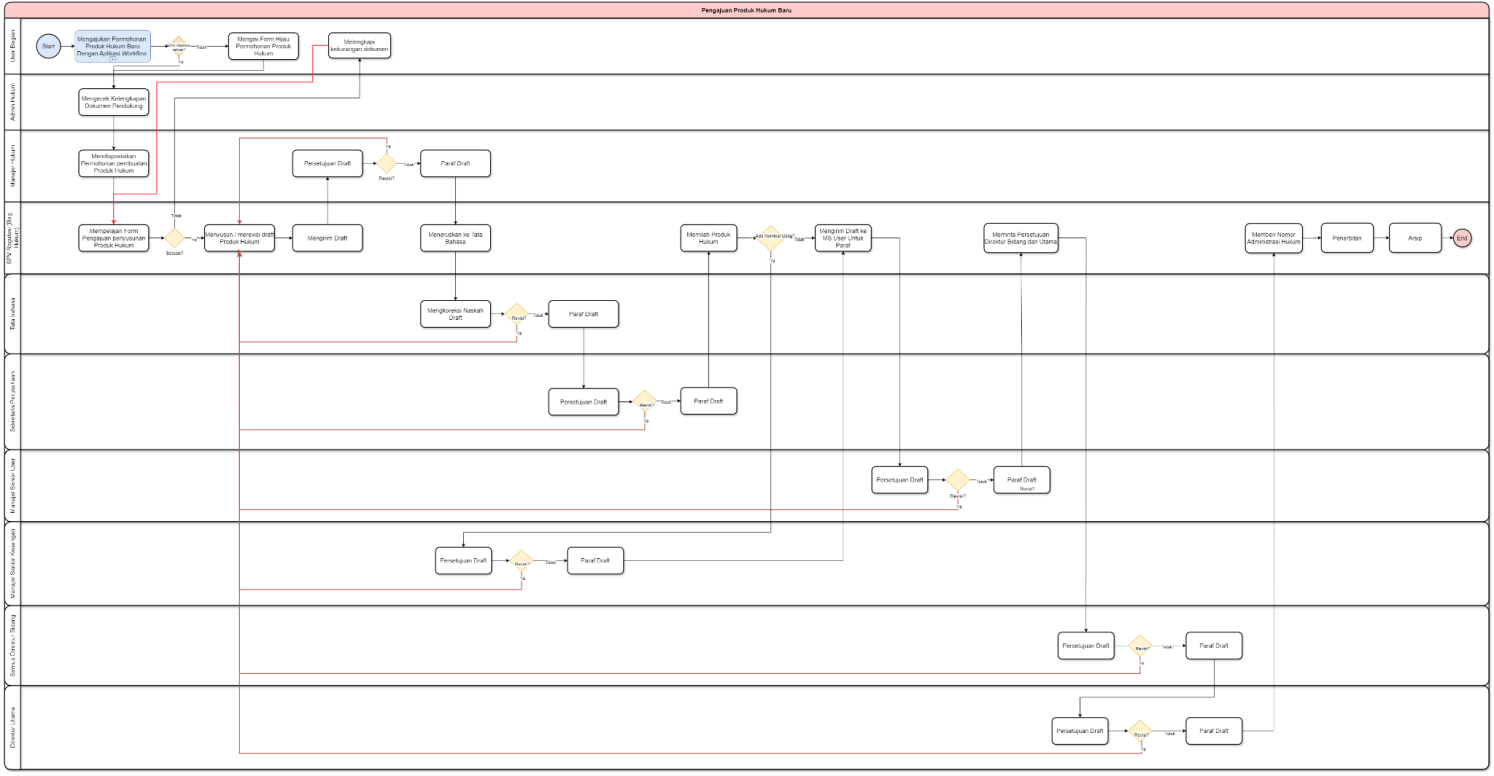 Pengajuan Produk Hukum Baru
User Bagian
Start
Mengajukan Permohonan
Produk Hukum Baru
Dengan Aplikasi Workflow
Tidak
Ya
Mengisi Form Hijau
Permohonan Produk
Hukum
Melengkapi
kekurangan dokumen
Admin Hukum
Mengecek Kelengkapan
Dokumen Pendukung
Manajer Hukum
Mendisposisikan
Permohonan pembuatan
Produk Hukum
Persetujuan Draft
Ya
Revisi?
Tidak
Paraf Draft
SPV Regulasi (Bag
Hukum)
Mempelajari Form
Pengajuan penyusunan
Produk Hukum
Tidak
Ya
Sesuai?
Menyusun / merevisi draft
Produk Hukum
Mengirim Draft
Meneruskan ke Tata
Bahasa
Memilah Produk
Hukum
Ada Nominal Uang?
Tidak
Ya
Mengirim Draft ke
MS User Untuk
Paraf
Meminta Persetujuan
Direktur Bidang dan Utama
Memberi Nomor
Administrasi Hukum
Penerbitan
Arsip
End
Tata bahasa
Mengkoreksi Naskah
Draft
Revisi?
Tidak
Ya
Paraf Draft
Sekretaris Perusahaan
Persetujuan Draft
Revisi?
Tidak
Ya
Paraf Draft
Manajer Senior User
Persetujuan Draft
Revisi?
Tidak
Ya
Paraf Draft
Revisi?
Manajer Senior Keuangan
Persetujuan Draft
Revisi?
Tidak
Ya
Paraf Draft
Semua Direktur Bidang
Persetujuan Draft
Revisi?
Tidak
Ya
Paraf Draft
Direktur Utama
Persetujuan Draft
Revisi?
Tidak
Ya
Paraf Draft